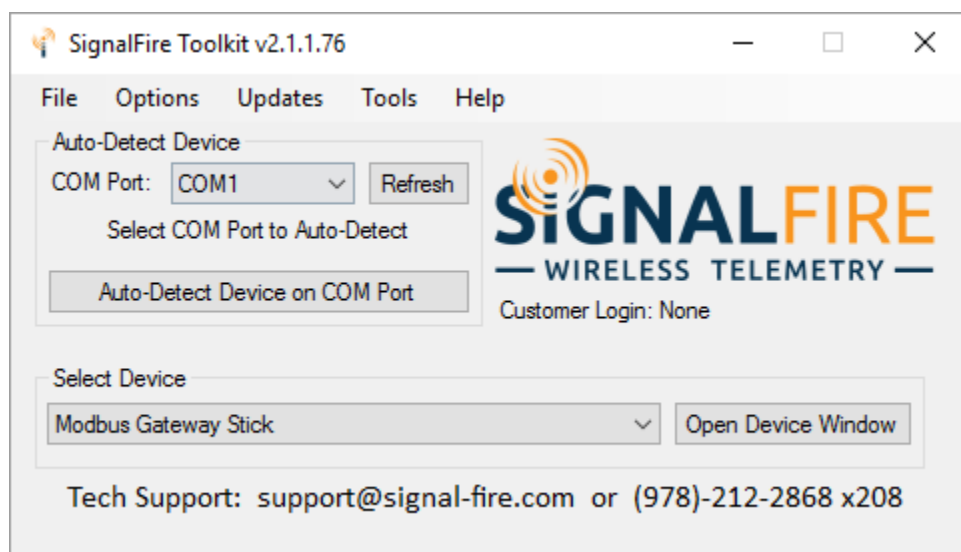 SignalFire Toolkit v2.1.1.76
File Options Updates Tools Help
Auto-Detect Device
COM Port: COM1 Refresh
Select COM Port to Auto-Detect
Auto-Detect Device on COM Port
SIGNALFIRE
WIRELESS TELEMETRY
Customer Login: None
Select Device
Modbus Gateway Stick Open Device Window
Tech Support: support@signal-fire.com or (978)-212-2868 x208